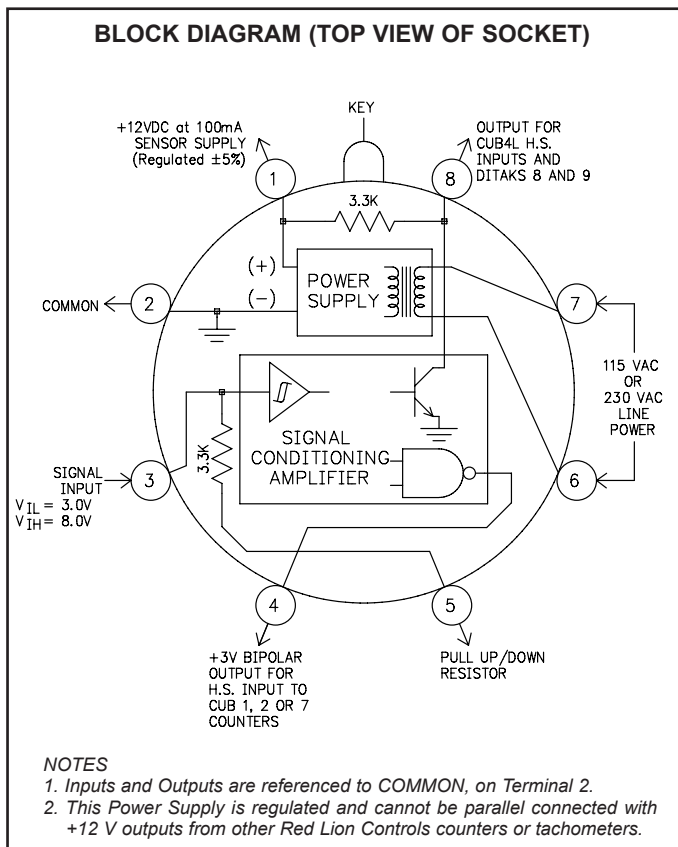 BLOCK DIAGRAM (TOP VIEW OF SOCKET)
KEY
+12VDC at 100mA
SENSOR SUPPLY
(Regulated ±5%)
OUTPUT FOR
CUB4L H.S.
INPUTS AND
DITAKS 8 AND 9
1
8
3.3K
(+)
(-)
POWER
SUPPLY
COMMON
2
7
115 VAC
OR
230 VAC
LINE
POWER
3.3K
SIGNAL
CONDITIONING
AMPLIFIER
SIGNAL
INPUT
VIL = 3.0V
VIH = 8.0V
3
6
4
5
+3V BIPOLAR
OUTPUT FOR
H.S. INPUT TO
CUB 1, 2 OR 7
COUNTERS
PULL UP/DOWN
RESISTOR
NOTES
1. Inputs and Outputs are referenced to COMMON, on Terminal 2.
2. This Power Supply is regulated and cannot be parallel connected with
+12 V outputs from other Red Lion Controls counters or tachometers.